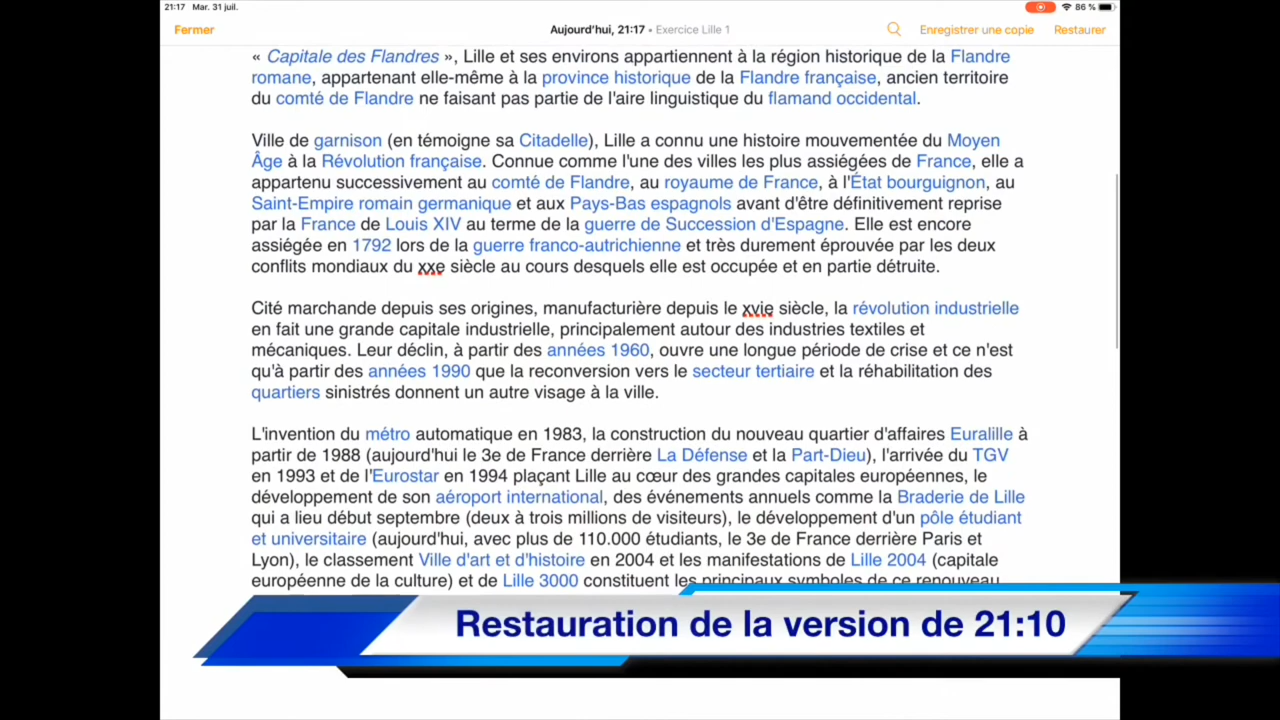 21:17 Mar. 31 juil.
86 %
Fermer
Aujourd'hui, 21:17 • Exercice Lille 1
Enregistrer une copie
Restaurer
« Capitale des Flandres », Lille et ses environs appartiennent à la région historique de la Flandre
romane, appartenant elle-même à la province historique de la Flandre française, ancien territoire
du comté de Flandre ne faisant pas partie de l'aire linguistique du flamand occidental.
Ville de garnison (en témoigne sa Citadelle), Lille a connu une histoire mouvementée du Moyen
Âge à la Révolution française. Connue comme l'une des villes les plus assiégées de France, elle a
appartenu successivement au comté de Flandre, au royaume de France, à l'État bourguignon, au
Saint-Empire romain germanique et aux Pays-Bas espagnols avant d'être définitivement reprise
par la France de Louis XIV au terme de la guerre de Succession d'Espagne. Elle est encore
assiégée en 1792 lors de la guerre franco-autrichienne et très durement éprouvée par les deux
conflits mondiaux du xxe siècle au cours desquels elle est occupée et en partie détruite.
Cité marchande depuis ses origines, manufacturière depuis le xvie siècle, la révolution industrielle
en fait une grande capitale industrielle, principalement autour des industries textiles et
mécaniques. Leur déclin, à partir des années 1960, ouvre une longue période de crise et ce n'est
qu'à partir des années 1990 que la reconversion vers le secteur tertiaire et la réhabilitation des
quartiers sinistrés donnent un autre visage à la ville.
L'invention du métro automatique en 1983, la construction du nouveau quartier d'affaires Euralille à
partir de 1988 (aujourd'hui le 3e de France derrière La Défense et la Part-Dieu), l'arrivée du TGV
en 1993 et de l'Eurostar en 1994 plaçant Lille au cœur des grandes capitales européennes, le
développement de son aéroport international, des événements annuels comme la Braderie de Lille
qui a lieu début septembre (deux à trois millions de visiteurs), le développement d'un pôle étudiant
et universitaire (aujourd'hui, avec plus de 110.000 étudiants, le 3e de France derrière Paris et
Lyon), le classement Ville d'art et d'histoire en 2004 et les manifestations de Lille 2004 (capitale
européenne de la culture) et de Lille 3000 constituent les principaux symboles de ce renouveau
Restauration de la version de 21:10